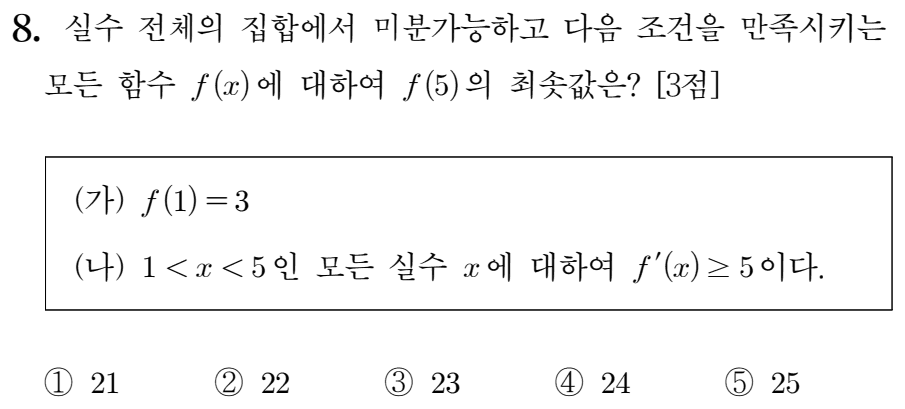 8. 실수 전체의 집합에서 미분가능하고 다음 조건을 만족시키는
모든 함수 f(x)에 대하여 f(5)의 최솟값은? [3점]
(가) f(1)=3
(나) 1<x<5인 모든 실수 x에 대하여 f′(x)≥5이다.
① 21 ② 22 ③ 23 ④ 24 ⑤ 25